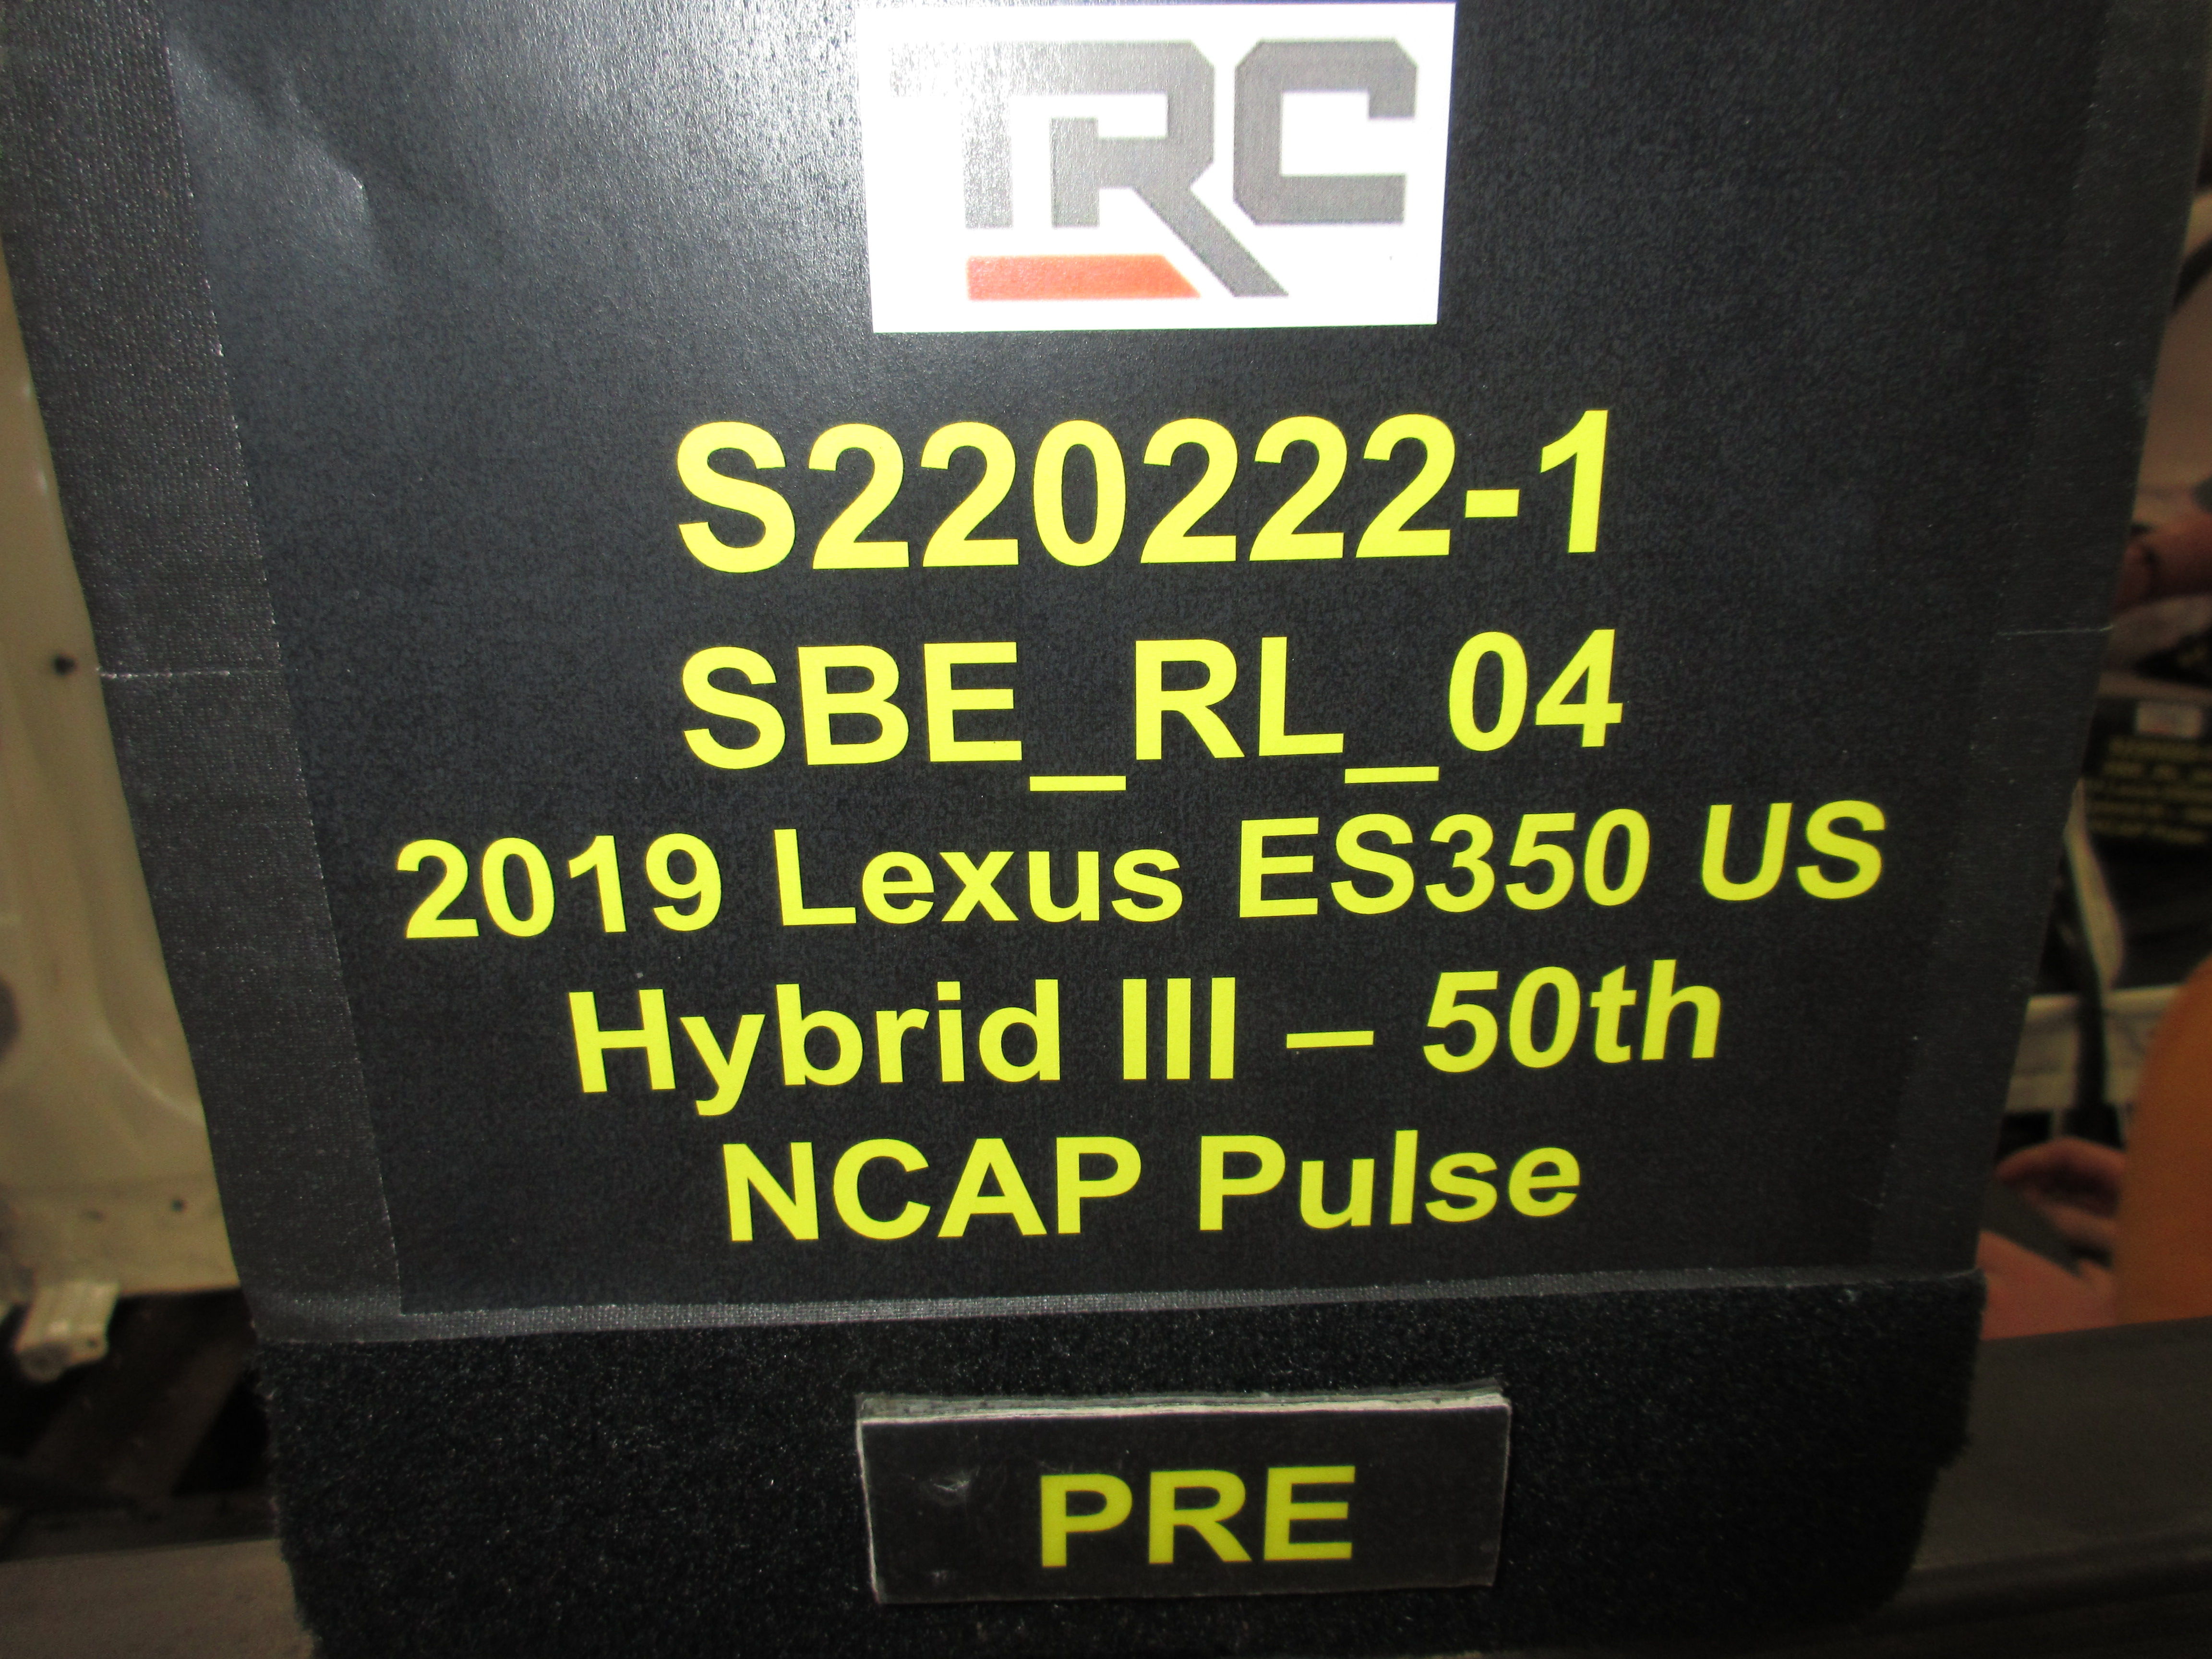 TRC
S220222-1
SBE_RL_04
2019 Lexus ES350 US
Hybrid III – 50th
NCAP Pulse
PRE